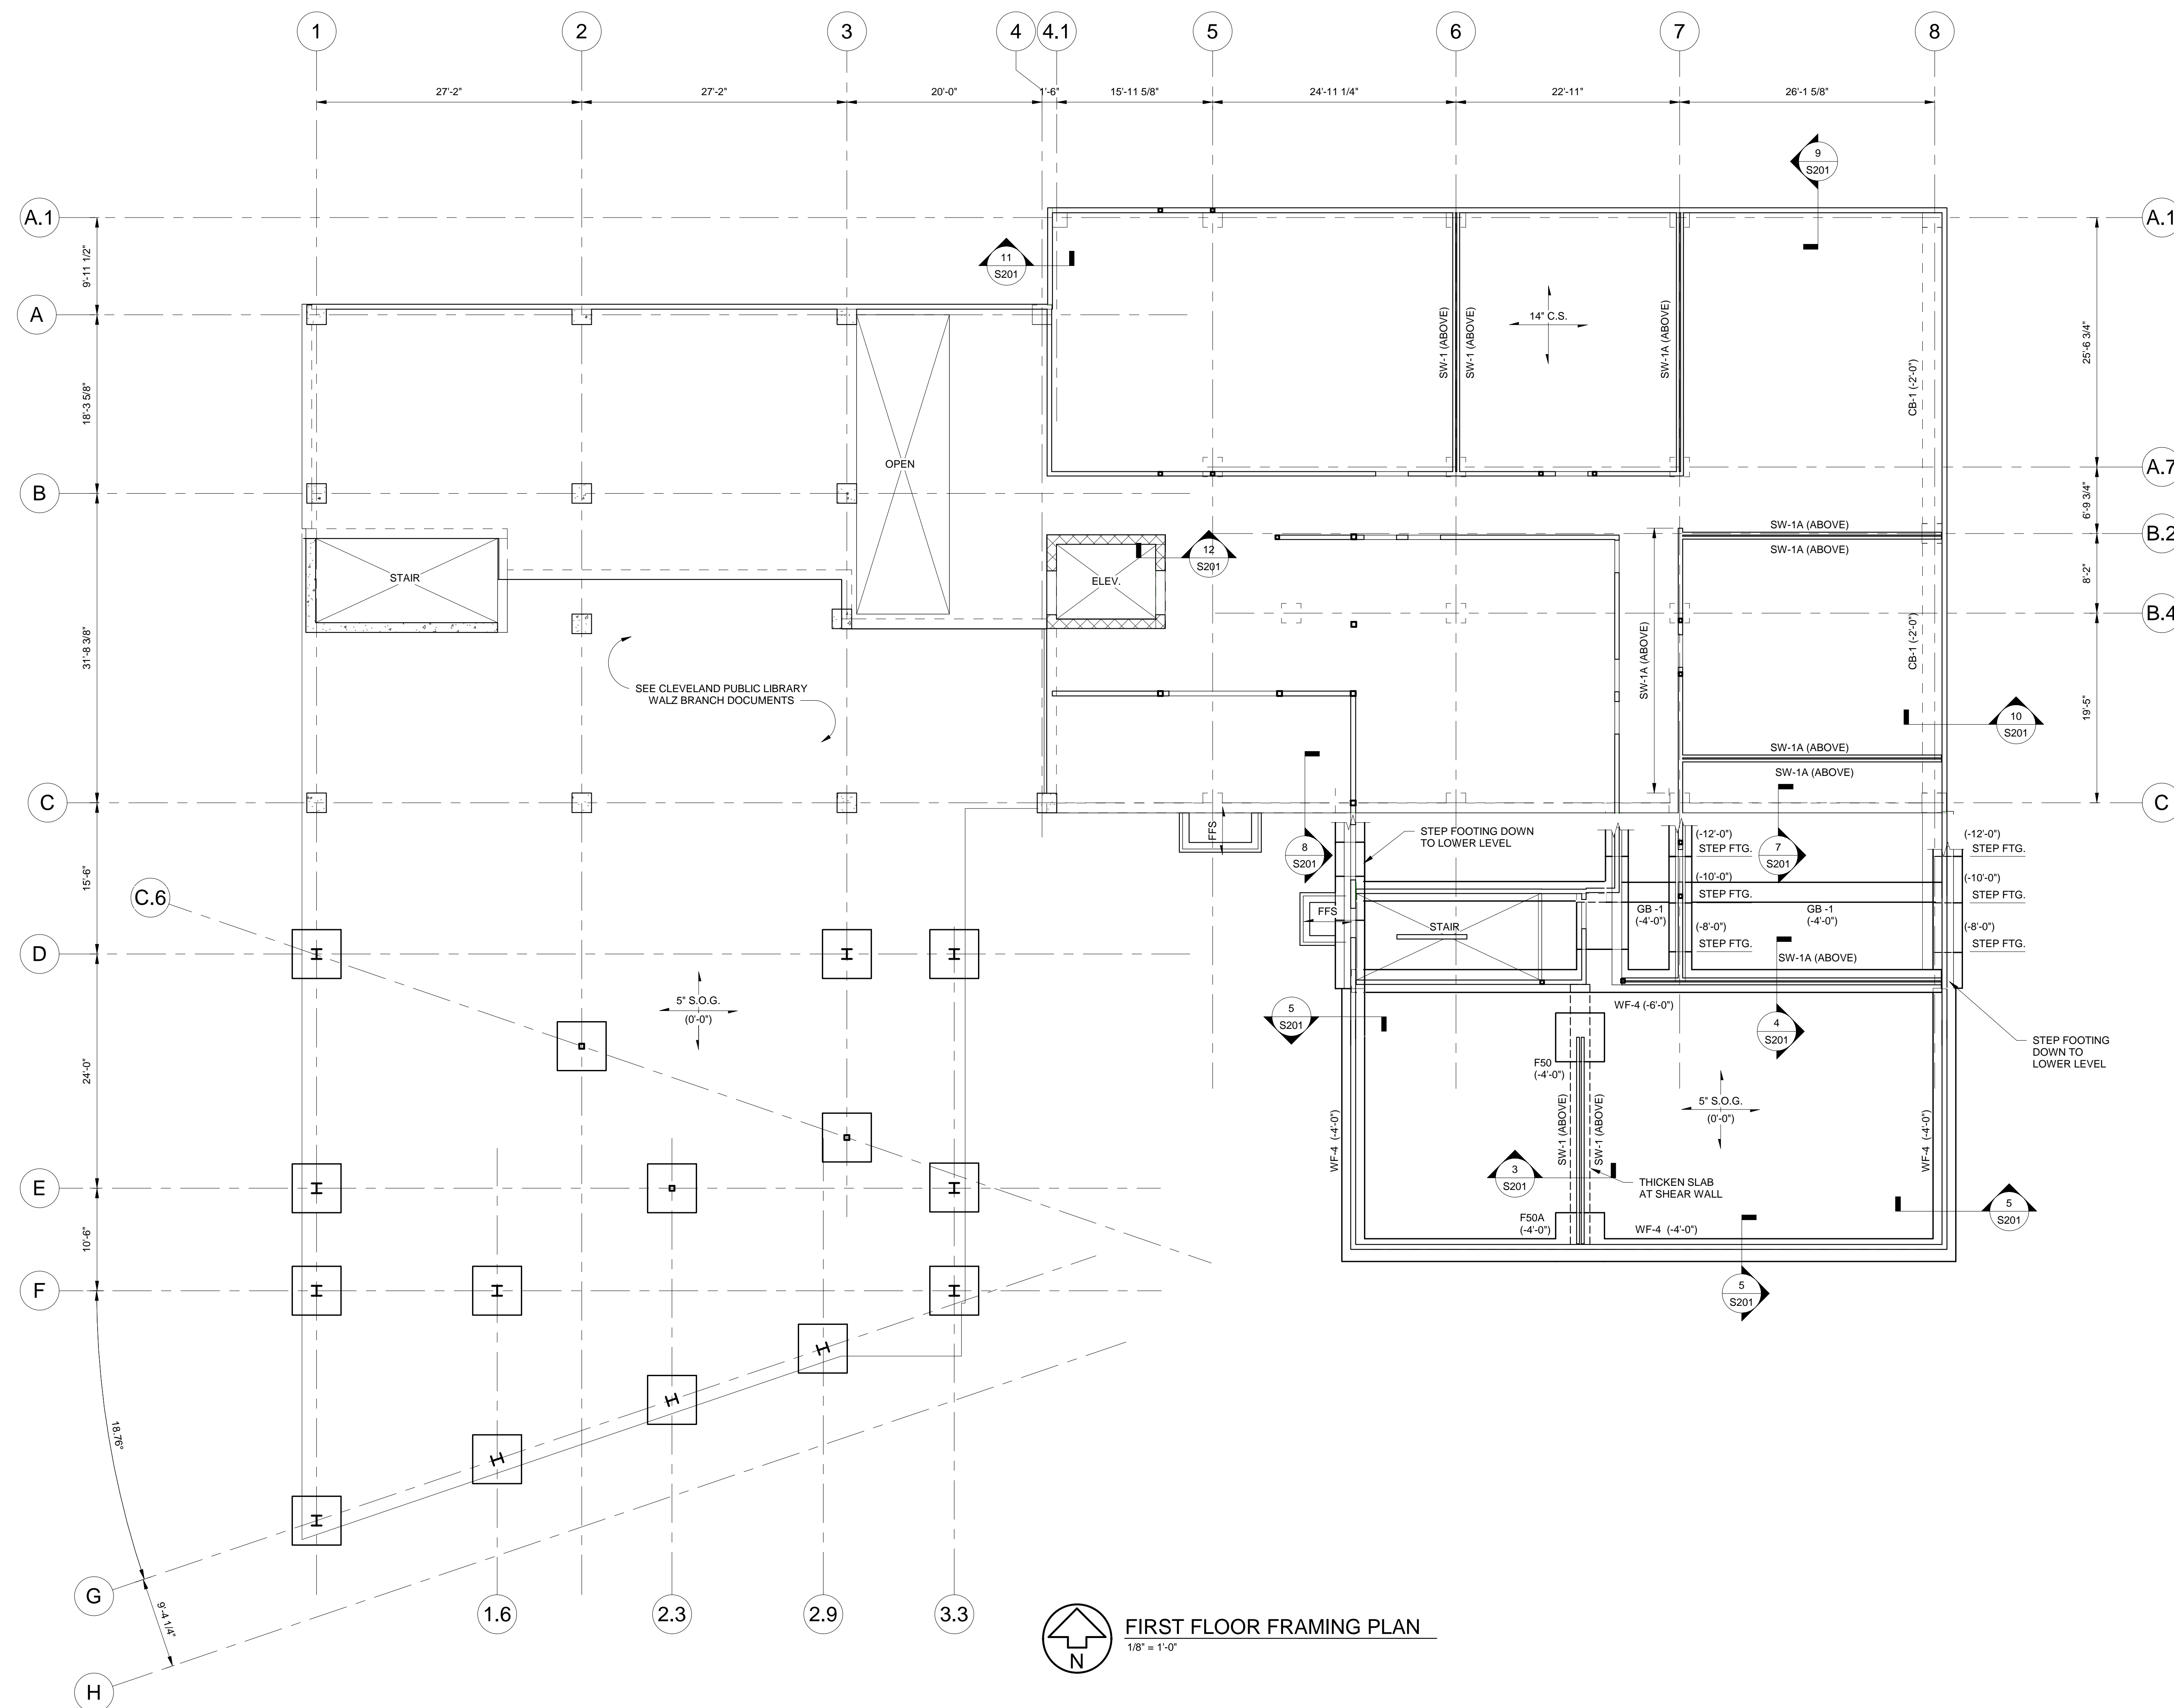 1
2
3
4
4.1
5
6
7
8
27'-2"
27'-2"
20'-0"
1'-6"
15'-11 5/8"
24'-11 1/4"
22'-11"
26'-1 5/8"
9
S201
A.1
A.1
9'-11 1/2"
11
S201
A
14" C.S.
SW-1 (ABOVE)
SW-1 (ABOVE)
SW-1A (ABOVE)
CB-1 (-2'-0")
25'-6 3/4"
18'-3 5/8"
OPEN
A.7
B
6'-9 3/4"
SW-1A (ABOVE)
B.2
SW-1A (ABOVE)
12
S201
STAIR
ELEV.
8'-2"
B.4
CB-1 (-2'-0")
SW-1A (ABOVE)
31'-8 3/8"
SEE CLEVELAND PUBLIC LIBRARY
WALZ BRANCH DOCUMENTS
19'-5"
10
S201
SW-1A (ABOVE)
SW-1A (ABOVE)
C
C
FFS
8
S201
STEP FOOTING DOWN
TO LOWER LEVEL
(-12'-0")
STEP FTG.
7
S201
(-12'-0")
STEP FTG.
15'-6"
(-10'-0")
STEP FTG.
(-10'-0")
STEP FTG.
C.6
FFS
GB -1
(-4'-0")
GB -1
(-4'-0")
STAIR
(-8'-0")
STEP FTG.
(-8'-0")
STEP FTG.
D
SW-1A (ABOVE)
5" S.O.G.
(0'-0")
WF-4 (-6'-0")
5
S201
4
S201
STEP FOOTING
DOWN TO
LOWER LEVEL
24'-0"
F50
(-4'-0")
5" S.O.G.
(0'-0")
WF-4 (-4'-0")
SW-1 (ABOVE)
SW-1 (ABOVE)
WF-4 (-4'-0")
3
S201
THICKEN SLAB
AT SHEAR WALL
E
F50A
(-4'-0")
WF-4 (-4'-0")
5
S201
10'-6"
F
5
S201
18.76°
G
9'-4 1/4"
H
1.6
2.3
2.9
3.3
N
FIRST FLOOR FRAMING PLAN
1/8" = 1'-0"